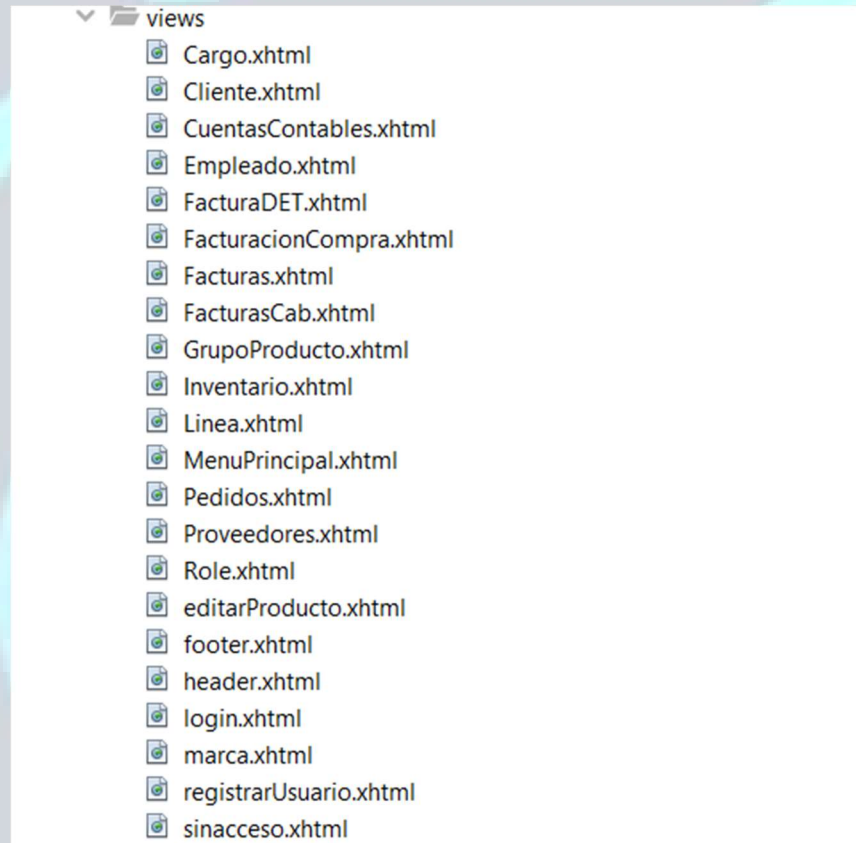 views
Cargo.xhtml
Cliente.xhtml
CuentasContables.xhtml
Empleado.xhtml
FacturaDET.xhtml
FacturacionCompra.xhtml
Facturas.xhtml
FacturasCab.xhtml
GrupoProducto.xhtml
Inventario.xhtml
Linea.xhtml
MenuPrincipal.xhtml
Pedidos.xhtml
Proveedores.xhtml
Role.xhtml
editarProducto.xhtml
footer.xhtml
header.xhtml
login.xhtml
marca.xhtml
registrarUsuario.xhtml
sinacceso.xhtml